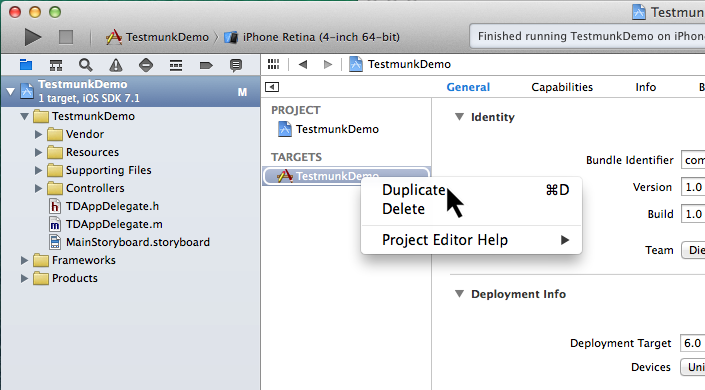 Testmun
TestmunkDemo
iPhone Retina (4-inch 64-bit)
Finished running TestmunkDemo on iPhon
TestmunkDemo
1 target, iOS SDK 7.1
M
TestmunkDemo
Vendor
Resources
Supporting Files
Controllers
TDAppDelegate.h
TDAppDelegate.m
MainStoryboard.storyboard
Frameworks
Products
TestmunkDemo
PROJECT
TestmunkDemo
TARGETS
TestmunkDemo
General Capabilities Info B
Identity
Bundle Identifier com
Version 1.0
Build 1.0
Team Die
Duplicate ⌘D
Delete
Project Editor Help
Deployment Info
Deployment Target 6.0
Devices Uni